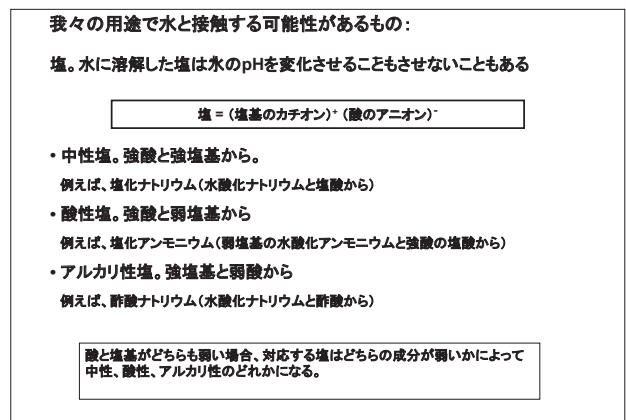 我々の用途で水と接触する可能性があるもの：
塩。水に溶解した塩は氷のpHを変化させることもさせないこともある
塩 = （塩基のカチオン）⁺ （酸のアニオン）⁻
• 中性塩。強酸と強塩基から。
例えば、塩化ナトリウム（水酸化ナトリウムと塩酸から）
• 酸性塩。強酸と弱塩基から
例えば、塩化アンモニウム（弱塩基の水酸化アンモニウムと強酸の塩酸から）
• アルカリ性塩。強塩基と弱酸から
例えば、酢酸ナトリウム（水酸化ナトリウムと酢酸から）
酸と塩基がどちらも弱い場合、対応する塩はどちらの成分が弱いかによって
中性、酸性、アルカリ性のどれかになる。